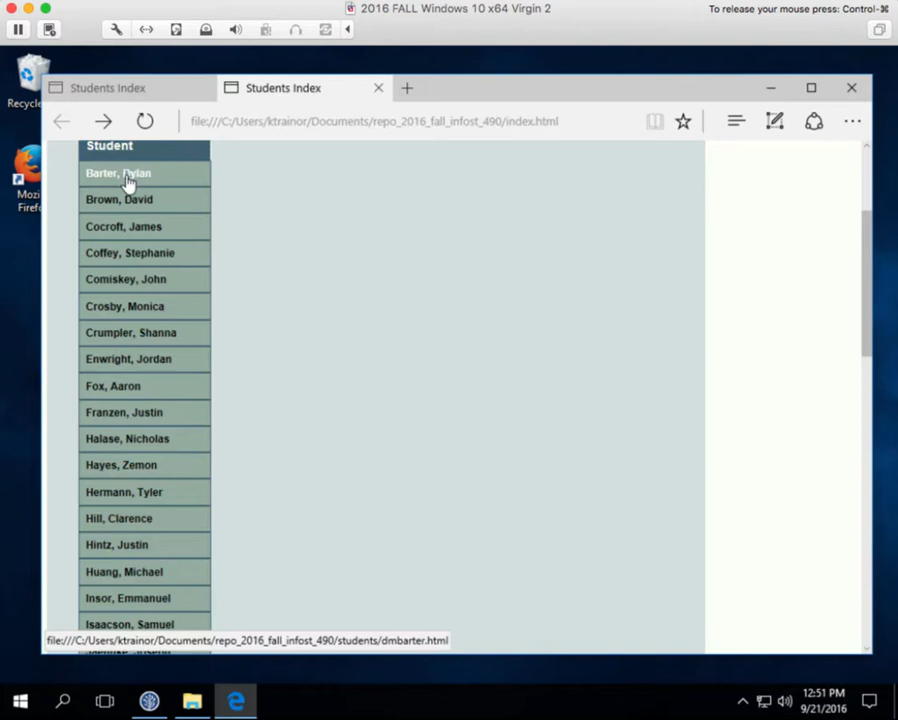 2016 FALL Windows 10 x64 Virgin 2
To release your mouse press: Control-⌘
Recycle
Mozi
Firef
Students Index
Students Index
file:///C:/Users/ktrainor/Documents/repo_2016_fall_infost_490/index.html
Student
Barter, Dylan
Brown, David
Cocroft, James
Coffey, Stephanie
Comiskey, John
Crosby, Monica
Crumpler, Shanna
Enwright, Jordan
Fox, Aaron
Franzen, Justin
Halase, Nicholas
Hayes, Zemon
Hermann, Tyler
Hill, Clarence
Hintz, Justin
Huang, Michael
Insor, Emmanuel
Isaacson, Samuel
file:///C:/Users/ktrainor/Documents/repo_2016_fall_infost_490/students/dmbarter.html
12:51 PM
9/21/2016